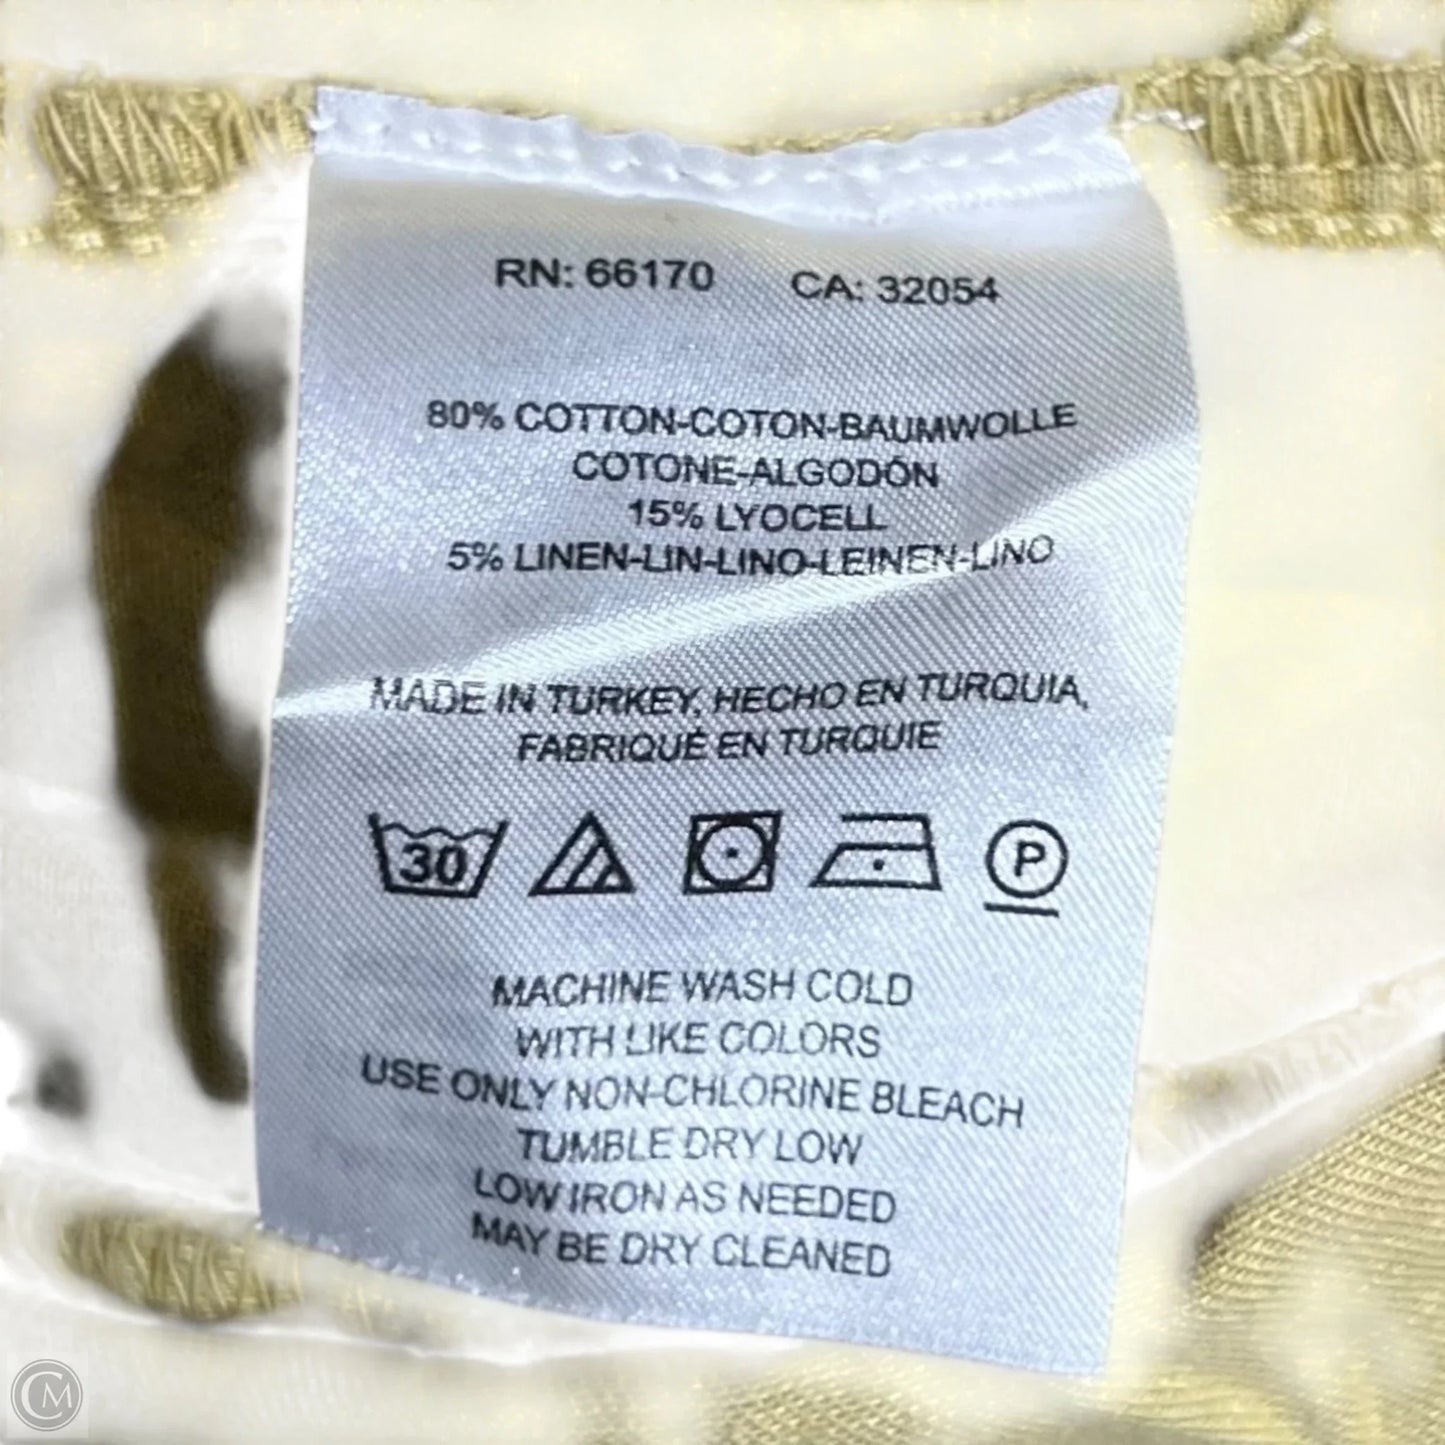 RN: 66170 CA: 32054
80% COTTON-COTON-BAUMWOLLE
COTONE-ALGODÓN
15% LYOCELL
5% LINEN-LIN-LINO-LEINEN-LINO
MADE IN TURKEY, HECHO EN TURQUIA,
FABRIQUÉ EN TURQUIE
30
P
MACHINE WASH COLD
WITH LIKE COLORS
USE ONLY NON-CHLORINE BLEACH
TUMBLE DRY LOW
LOW IRON AS NEEDED
MAY BE DRY CLEANED
CM